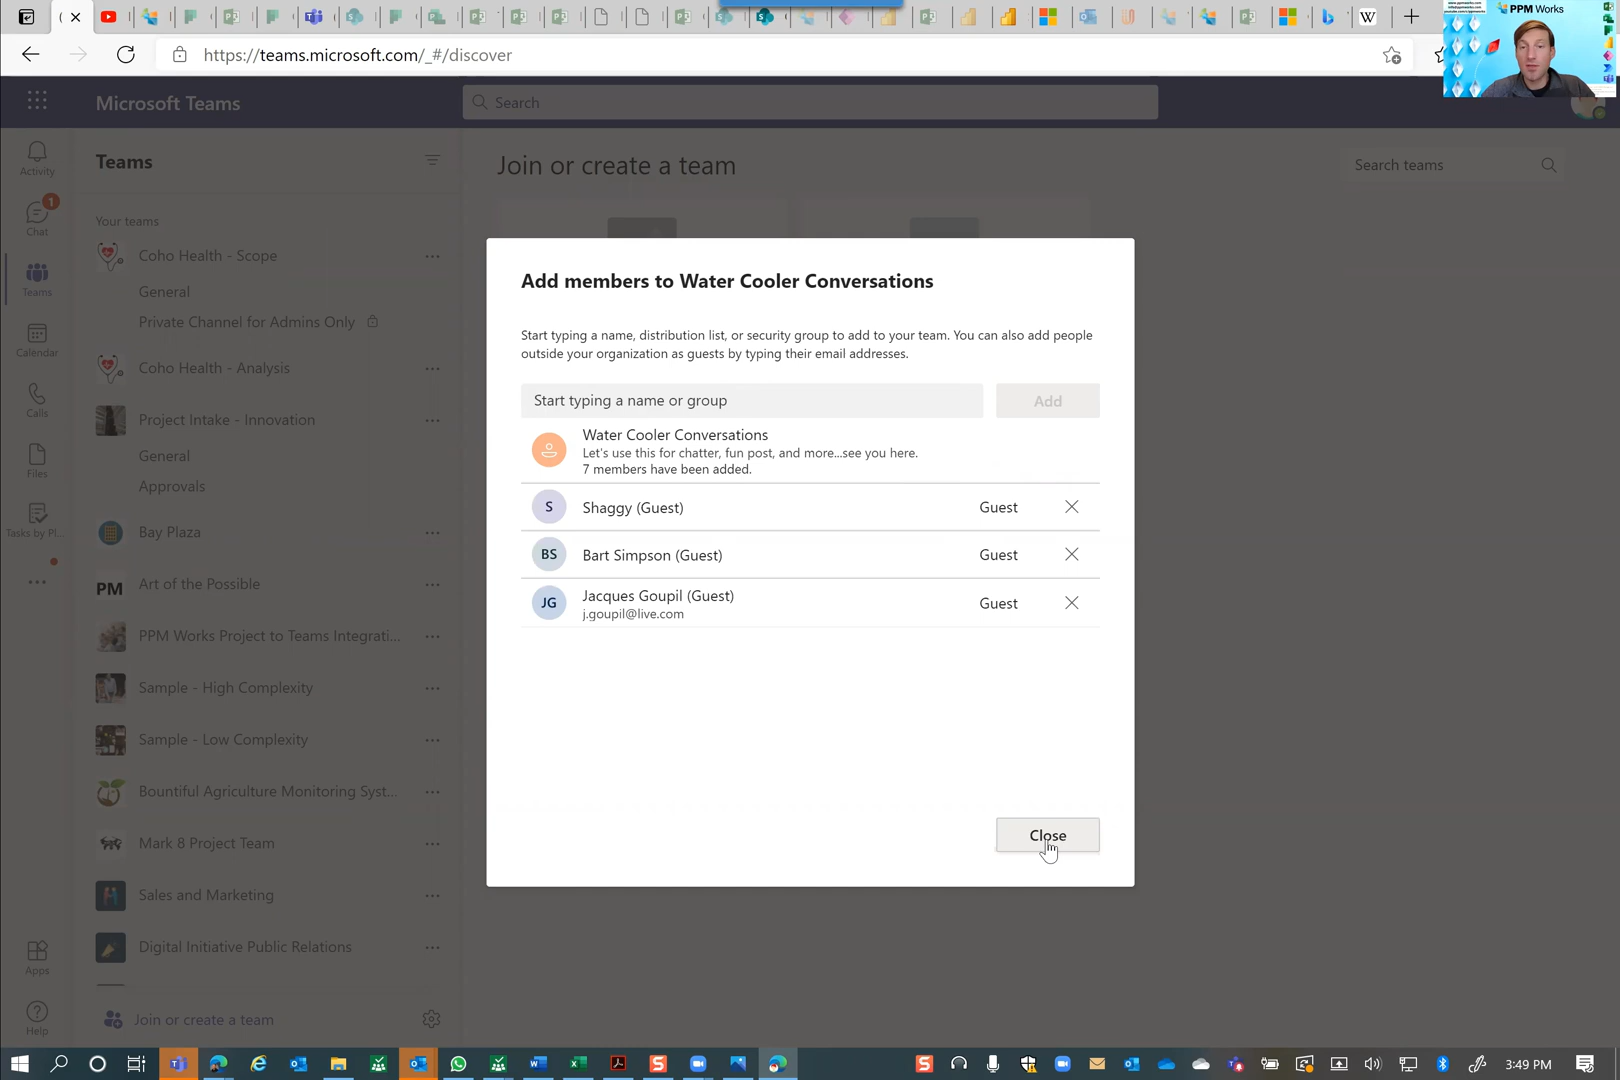 https://teams.microsoft.com/_#/discover
PPM Works
Microsoft Teams
Search
Activity
1
Chat
Teams
Calendar
Calls
Files
Tasks by Pl...
Apps
Help
Teams
Your teams
Coho Health - Scope
General
Private Channel for Admins Only
Coho Health - Analysis
Project Intake - Innovation
General
Approvals
Bay Plaza
PM
Art of the Possible
PPM Works Project to Teams Integrati...
Sample - High Complexity
Sample - Low Complexity
Bountiful Agriculture Monitoring Syst...
Mark 8 Project Team
Sales and Marketing
Digital Initiative Public Relations
Join or create a team
Join or create a team
Search teams
Add members to Water Cooler Conversations
Start typing a name, distribution list, or security group to add to your team. You can also add people
outside your organization as guests by typing their email addresses.
Start typing a name or group
Add
Water Cooler Conversations
Let's use this for chatter, fun post, and more...see you here.
7 members have been added.
S
Shaggy (Guest)
Guest
BS
Bart Simpson (Guest)
Guest
JG
Jacques Goupil (Guest)
j.goupil@live.com
Guest
Close
3:49 PM